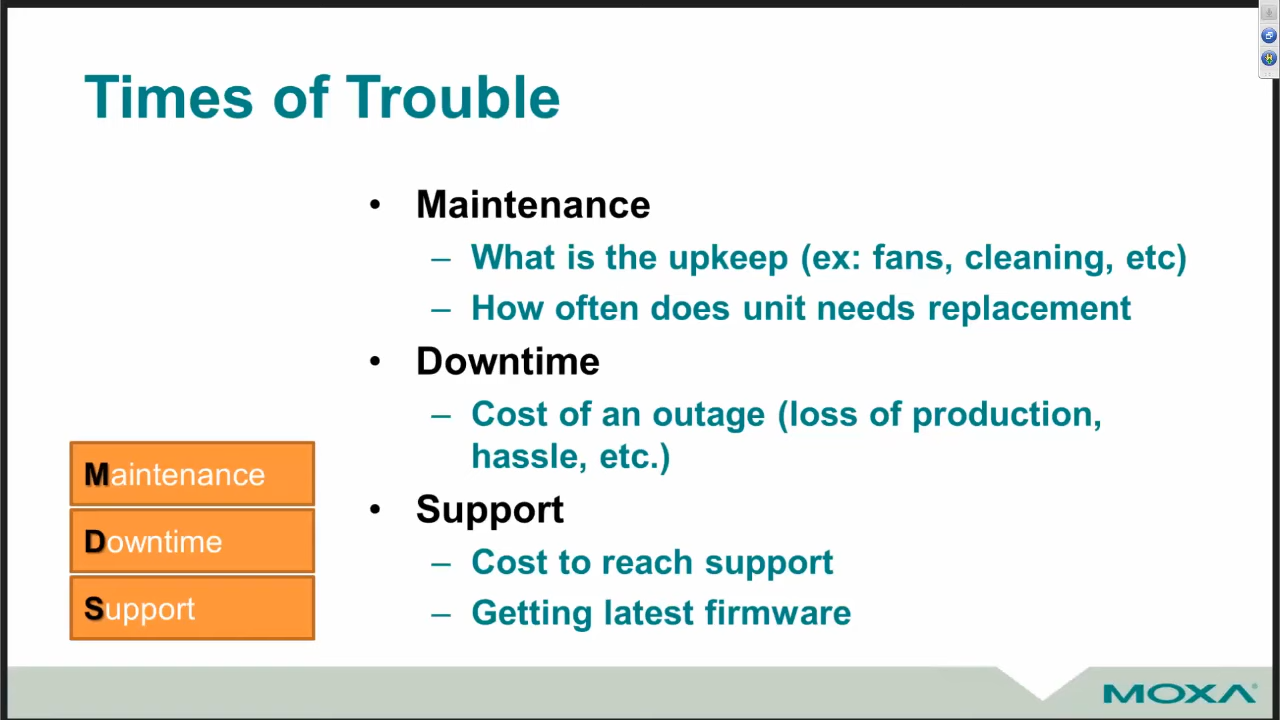 Times of Trouble
• Maintenance
– What is the upkeep (ex: fans, cleaning, etc)
– How often does unit needs replacement
• Downtime
– Cost of an outage (loss of production,
hassle, etc.)
• Support
– Cost to reach support
– Getting latest firmware
Maintenance
Downtime
Support
MOXA®